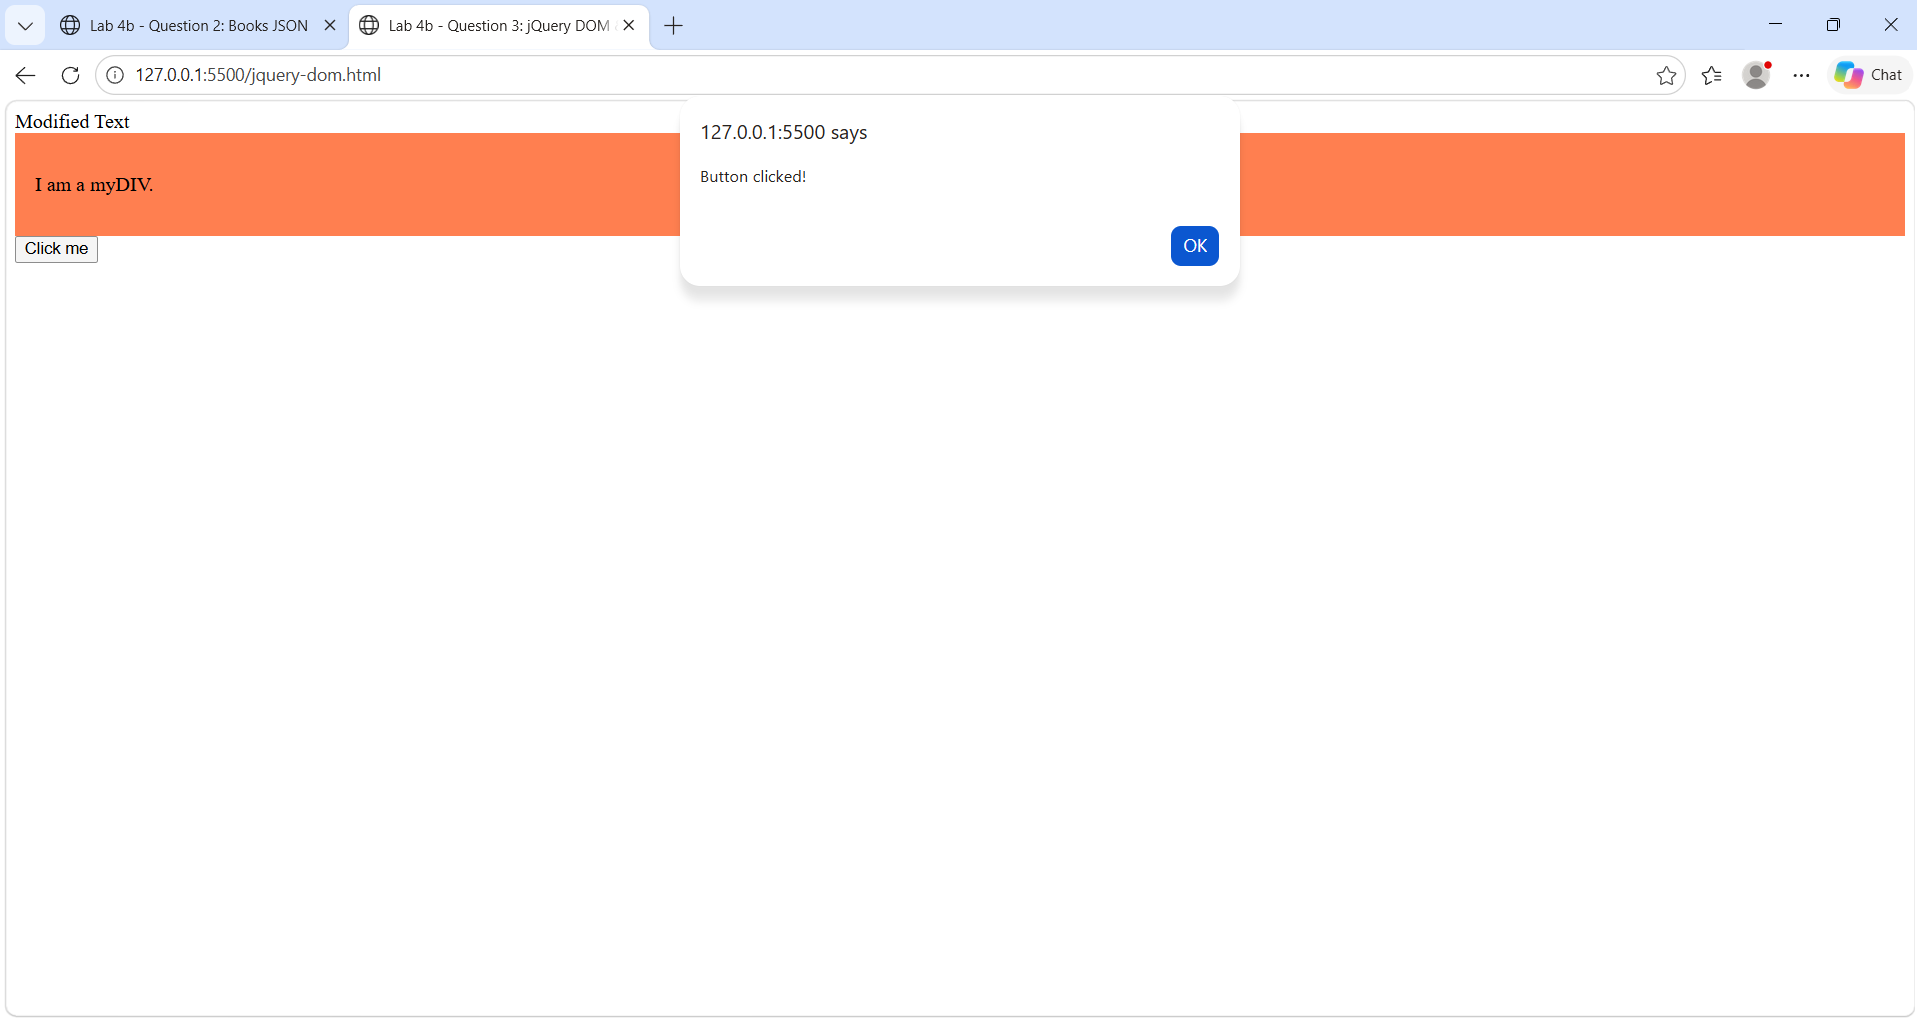 Lab 4b - Question 2: Books JSON
Lab 4b - Question 3: jQuery DOM
127.0.0.1:5500/jquery-dom.html
Chat
Modified Text
127.0.0.1:5500 says
Button clicked!
I am a myDIV.
OK
Click me